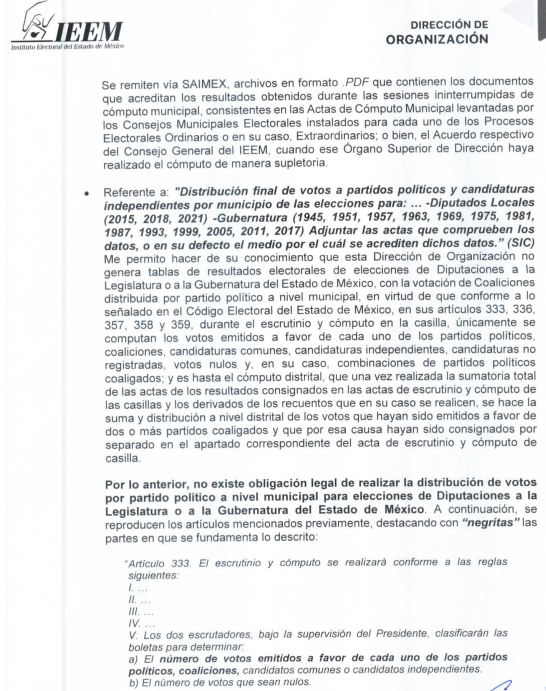 IEEM
Instituto Electoral del Estado de México
DIRECCIÓN DE
ORGANIZACIÓN
Se remiten vía SAIMEX, archivos en formato .PDF que contienen los documentos
que acreditan los resultados obtenidos durante las sesiones ininterrumpidas de
cómputo municipal, consistentes en las Actas de Cómputo Municipal levantadas por
los Consejos Municipales Electorales instalados para cada uno de los Procesos
Electorales Ordinarios o en su caso, Extraordinarios; o bien, el Acuerdo respectivo
del Consejo General del IEEM, cuando ese Órgano Superior de Dirección haya
realizado el cómputo de manera supletoria.
• Referente a: "Distribución final de votos a partidos políticos y candidaturas
independientes por municipio de las elecciones para: ... -Diputados Locales
(2015, 2018, 2021) -Gubernatura (1945, 1951, 1957, 1963, 1969, 1975, 1981,
1987, 1993, 1999, 2005, 2011, 2017) Adjuntar las actas que comprueben los
datos, o en su defecto el medio por el cuál se acrediten dichos datos." (SIC)
Me permito hacer de su conocimiento que esta Dirección de Organización no
genera tablas de resultados electorales de elecciones de Diputaciones a la
Legislatura o a la Gubernatura del Estado de México, con la votación de Coaliciones
distribuida por partido político a nivel municipal, en virtud de que conforme a lo
señalado en el Código Electoral del Estado de México, en sus artículos 333, 336,
357, 358 y 359, durante el escrutinio y cómputo en la casilla, únicamente se
computan los votos emitidos a favor de cada uno de los partidos políticos,
coaliciones, candidaturas comunes, candidaturas independientes, candidaturas no
registradas, votos nulos y, en su caso, combinaciones de partidos políticos
coaligados; y es hasta el cómputo distrital, que una vez realizada la sumatoria total
de las actas de los resultados consignados en las actas de escrutinio y cómputo de
las casillas y los derivados de los recuentos que en su caso se realicen, se hace la
suma y distribución a nivel distrital de los votos que hayan sido emitidos a favor de
dos o más partidos coaligados y que por esa causa hayan sido consignados por
separado en el apartado correspondiente del acta de escrutinio y cómputo de
casilla.
Por lo anterior, no existe obligación legal de realizar la distribución de votos
por partido político a nivel municipal para elecciones de Diputaciones a la
Legislatura o a la Gubernatura del Estado de México. A continuación, se
reproducen los artículos mencionados previamente, destacando con "negritas" las
partes en que se fundamenta lo descrito:
"Artículo 333. El escrutinio y cómputo se realizará conforme a las reglas
siguientes:
I. ...
II. ...
III. ...
IV. ...
V. Los dos escrutadores, bajo la supervisión del Presidente, clasificarán las
boletas para determinar:
a) El número de votos emitidos a favor de cada uno de los partidos
políticos, coaliciones, candidatos comunes o candidatos independientes.
b) El número de votos que sean nulos.